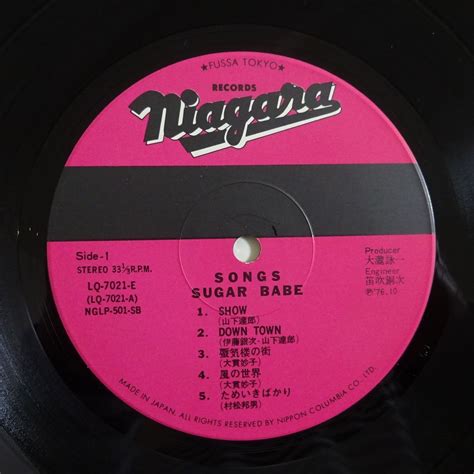 ★FUSSA TOKYO★
RECORDS
Niagara
Side-1
STEREO 33⅓R.P.M.
LQ-7021-E
(LQ-7021-A)
NGLP-501-SB
Producer
大瀧詠一
Engineer
笛吹銅次
℗'76.10
SONGS
SUGAR BABE
1. SHOW
(山下達郎)
2. DOWN TOWN
(伊藤銀次・山下達郎)
3. 蜃気楼の街
(大貫妙子)
4. 風の世界
(大貫妙子)
5. ためいきばかり
(村松邦男)
MADE IN JAPAN. ALL RIGHTS RESERVED BY NIPPON COLUMBIA CO., LTD.